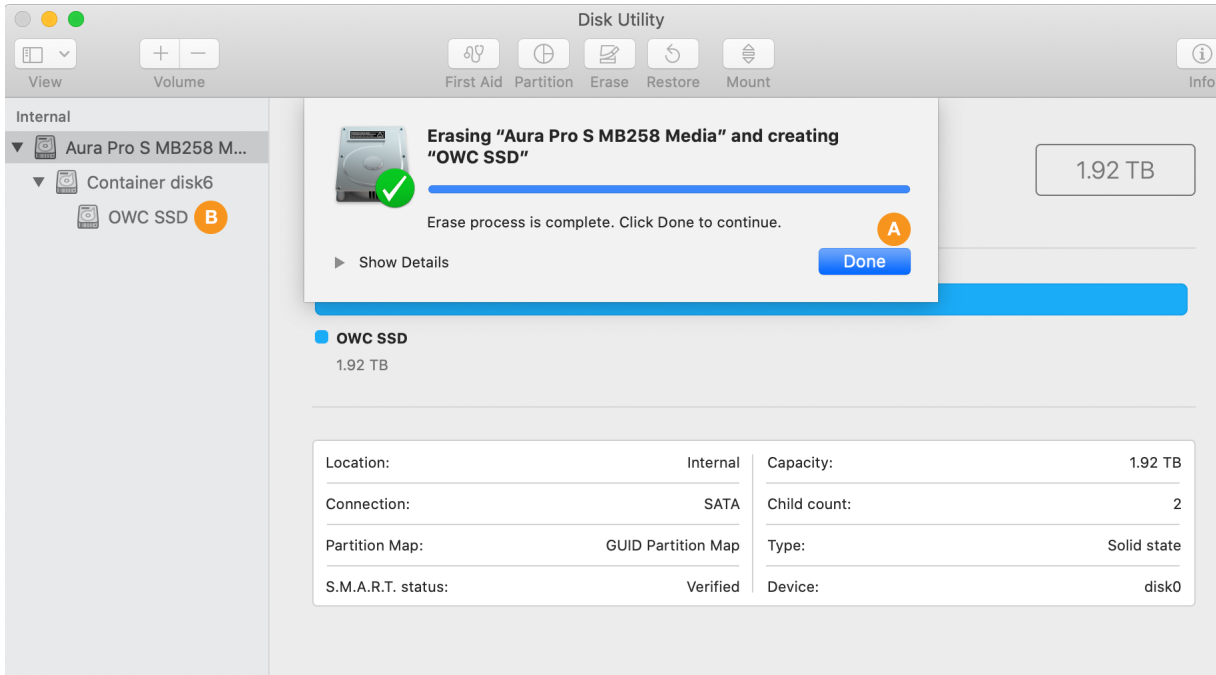 Disk Utility
View
Volume
First Aid
Partition
Erase
Restore
Mount
Info
Internal
Aura Pro S MB258 M...
Container disk6
OWC SSD B
Erasing “Aura Pro S MB258 Media” and creating
“OWC SSD”
Erase process is complete. Click Done to continue.
A
Show Details
Done
1.92 TB
OWC SSD
1.92 TB
Location: Internal
Capacity: 1.92 TB
Connection: SATA
Child count: 2
Partition Map: GUID Partition Map
Type: Solid state
S.M.A.R.T. status: Verified
Device: disk0